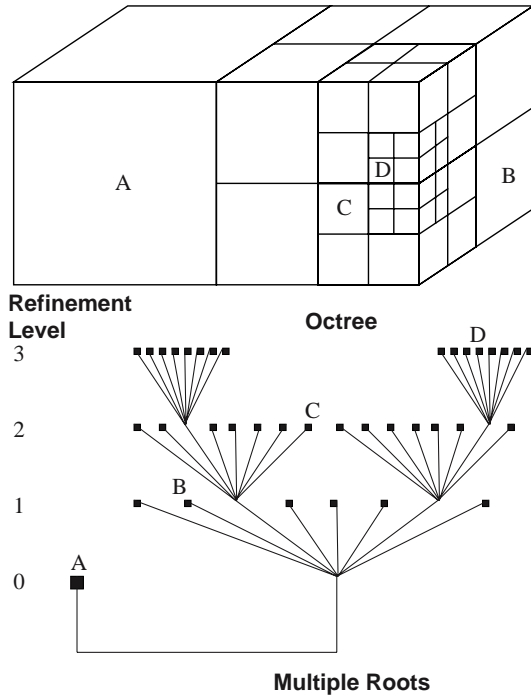 A
D
B
C
Refinement
Level
Octree
3
D
2
C
B
1
A
0
Multiple Roots